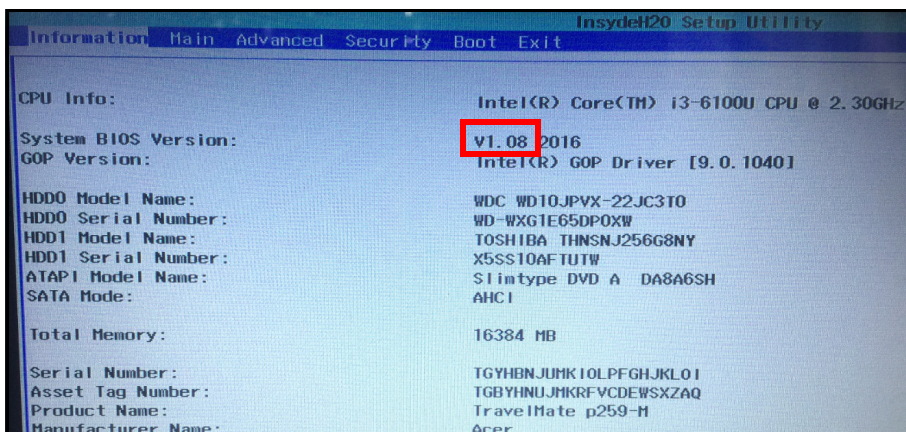 InsydeH20 Setup Utility
Information Main Advanced Security Boot Exit
CPU Info: Intel(R) Core(TM) i3-6100U CPU @ 2.30GHz
System BIOS Version: V1.08 2016
GOP Version: Intel(R) GOP Driver [9.0.1040]
HDD0 Model Name: WDC WD10JPVX-22JC3T0
HDD0 Serial Number: WD-WXG1E65DP0XW
HDD1 Model Name: TOSHIBA THNSNJ256G8NY
HDD1 Serial Number: X5SS10AFTUTW
ATAPI Model Name: Slimtype DVD A DA8A6SH
SATA Mode: AHCI
Total Memory: 16384 MB
Serial Number: TGYHBNJUMKIOLPFGHJKLOI
Asset Tag Number: TGBYHNUJMKRFVCDEWSXZAQ
Product Name: TravelMate p259-M
Manufacturer Name: Acer